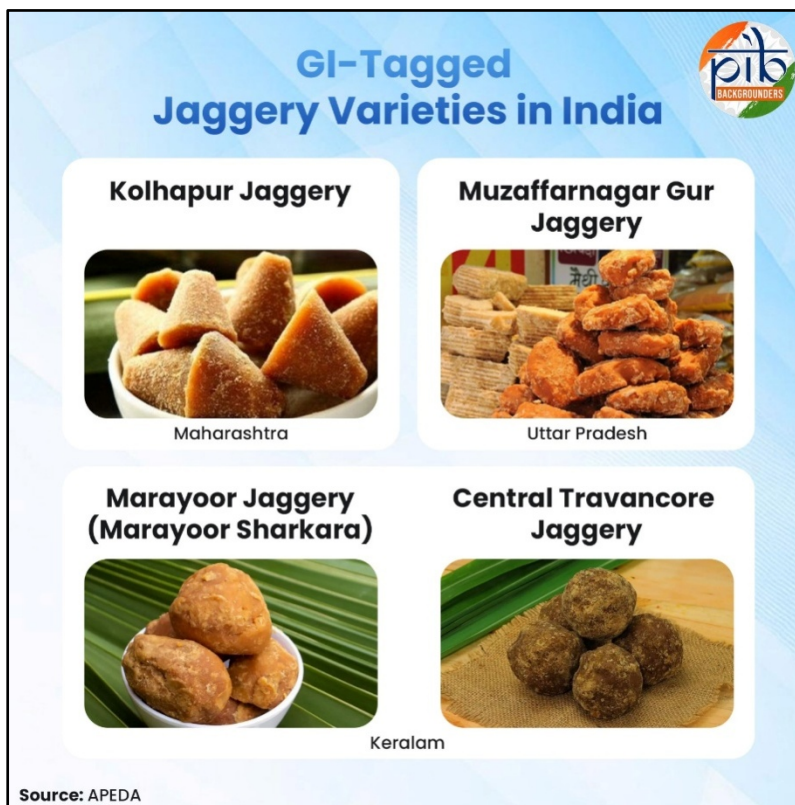 GI-Tagged
Jaggery Varieties in India
pib
BACKGROUNDERS
Kolhapur Jaggery
Maharashtra
Muzaffarnagar Gur
Jaggery
मैथी
Uttar Pradesh
Marayoor Jaggery
(Marayoor Sharkara)
Central Travancore
Jaggery
Keralam
Source: APEDA